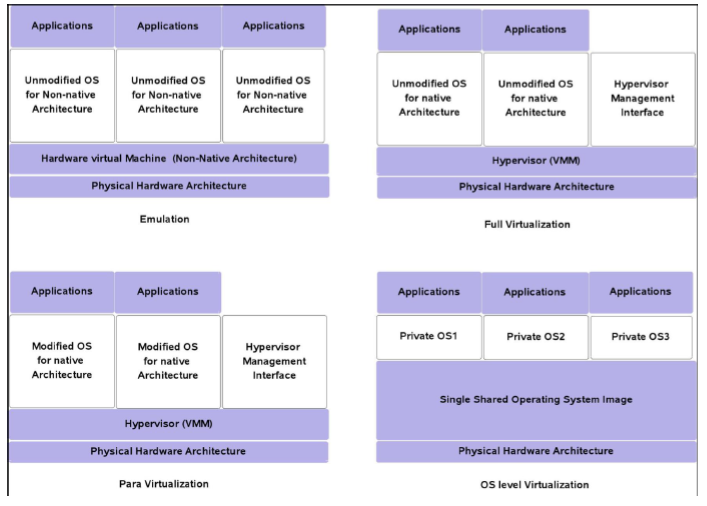 Applications Applications Applications
Unmodified OS
for Non-native
Architecture
Unmodified OS
for Non-native
Architecture
Unmodified OS
for Non-native
Architecture
Hardware virtual Machine (Non-Native Architecture)
Physical Hardware Architecture
Emulation
Applications Applications
Unmodified OS
for native
Architecture
Unmodified OS
for native
Architecture
Hypervisor
Management
Interface
Hypervisor (VMM)
Physical Hardware Architecture
Full Virtualization
Applications Applications
Modified OS
for native
Architecture
Modified OS
for native
Architecture
Hypervisor
Management
Interface
Hypervisor (VMM)
Physical Hardware Architecture
Para Virtualization
Applications Applications Applications
Private OS1 Private OS2 Private OS3
Single Shared Operating System Image
Physical Hardware Architecture
OS level Virtualization